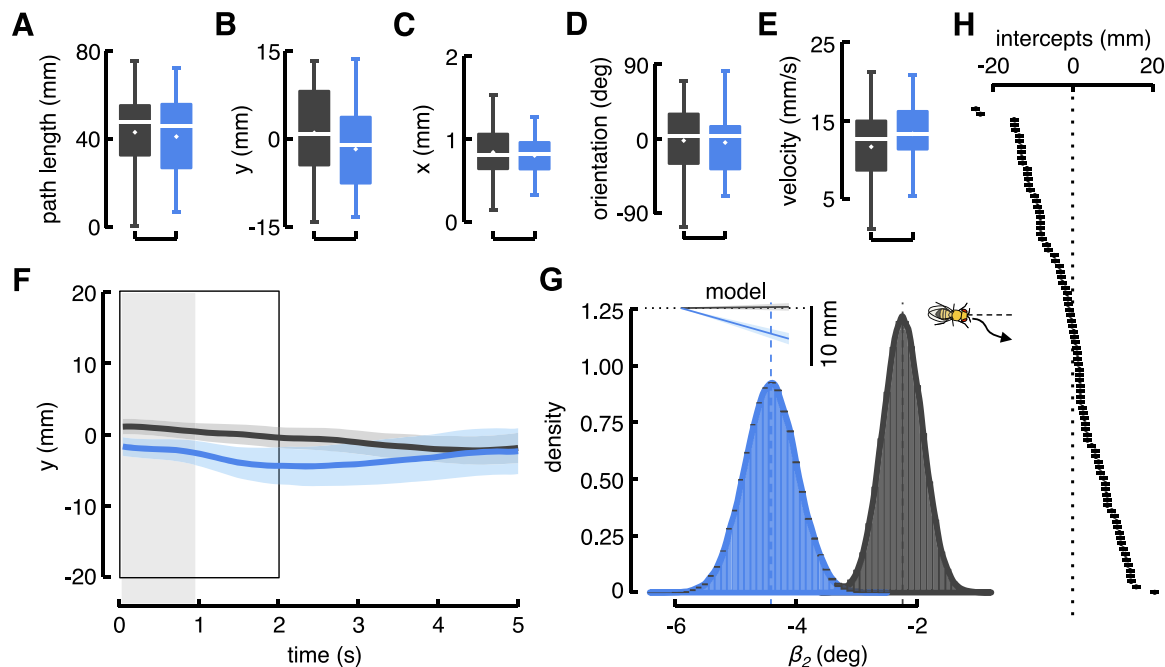 A
path length (mm)
80
40
0
B
y (mm)
15
0
-15
C
x (mm)
2
1
0
D
orientation (deg)
90
0
-90
E
velocity (mm/s)
25
15
5
H
intercepts (mm)
-20 0 20
F
y (mm)
20
10
0
-10
-20
0 1 2 3 4 5
time (s)
G
model
10 mm
density
1.25
1.00
0.75
0.50
0.25
0
-6 -4 -2
β2 (deg)